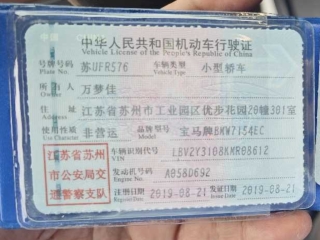 中华人民共和国机动车行驶证
Vehicle License of the People's Republic of China
号牌号码 苏UFR576 车辆类型 小型轿车
Plate No. Vehicle Type
所有人 万梦佳
Owner
住址 江苏省苏州市工业园区优步花园20幢301室
Address
使用性质 非营运 品牌型号 宝马牌BMW7154EC
Use Character Model
江苏省苏州
市公安局交
通警察支队
车辆识别代号 LBV2Y3108KMR08612
VIN
发动机号码 A058D692
Engine No.
注册日期 2019-08-21 发证日期 2019-08-21